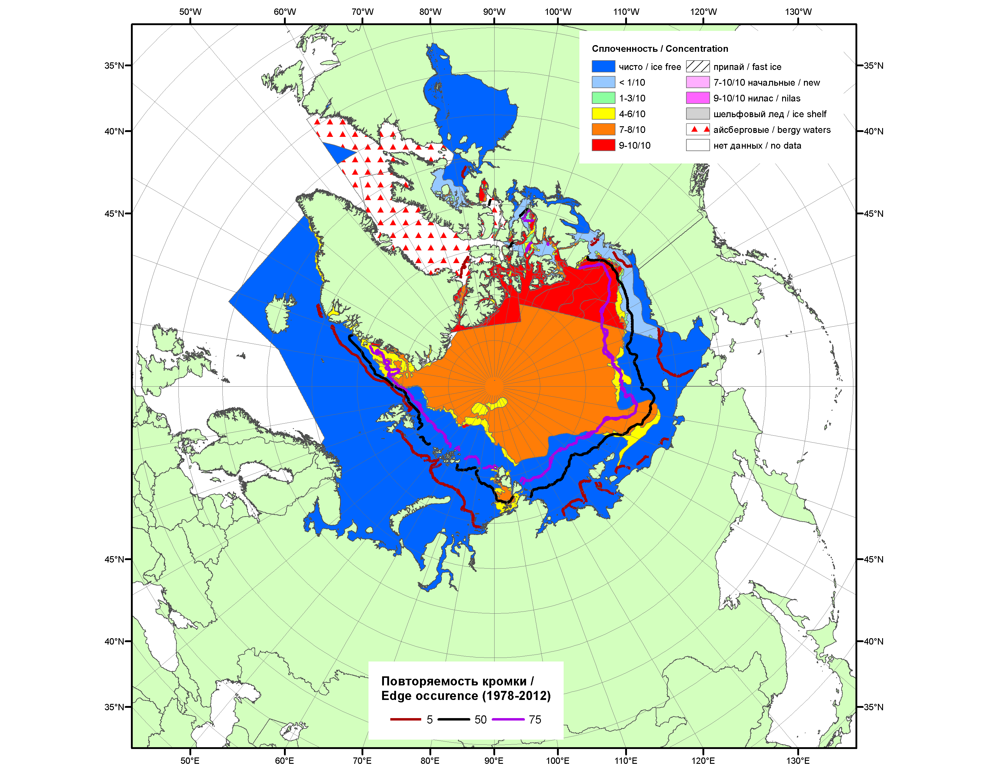 50°W 60°W 70°W 80°W 90°W 100°W 110°W 120°W 130°W
Сплоченность / Concentration
чисто / ice free
< 1/10
1-3/10
4-6/10
7-8/10
9-10/10
припай / fast ice
7-10/10 начальные / new
9-10/10 нилас / nilas
шельфовый лед / ice shelf
айсберговые / bergy waters
нет данных / no data
35°N 35°N
40°N 40°N
45°N 45°N
45°N 45°N
40°N 40°N
35°N 35°N
Повторяемость кромки /
Edge occurence (1978-2012)
5 50 75
50°E 60°E 70°E 80°E 90°E 100°E 110°E 120°E 130°E